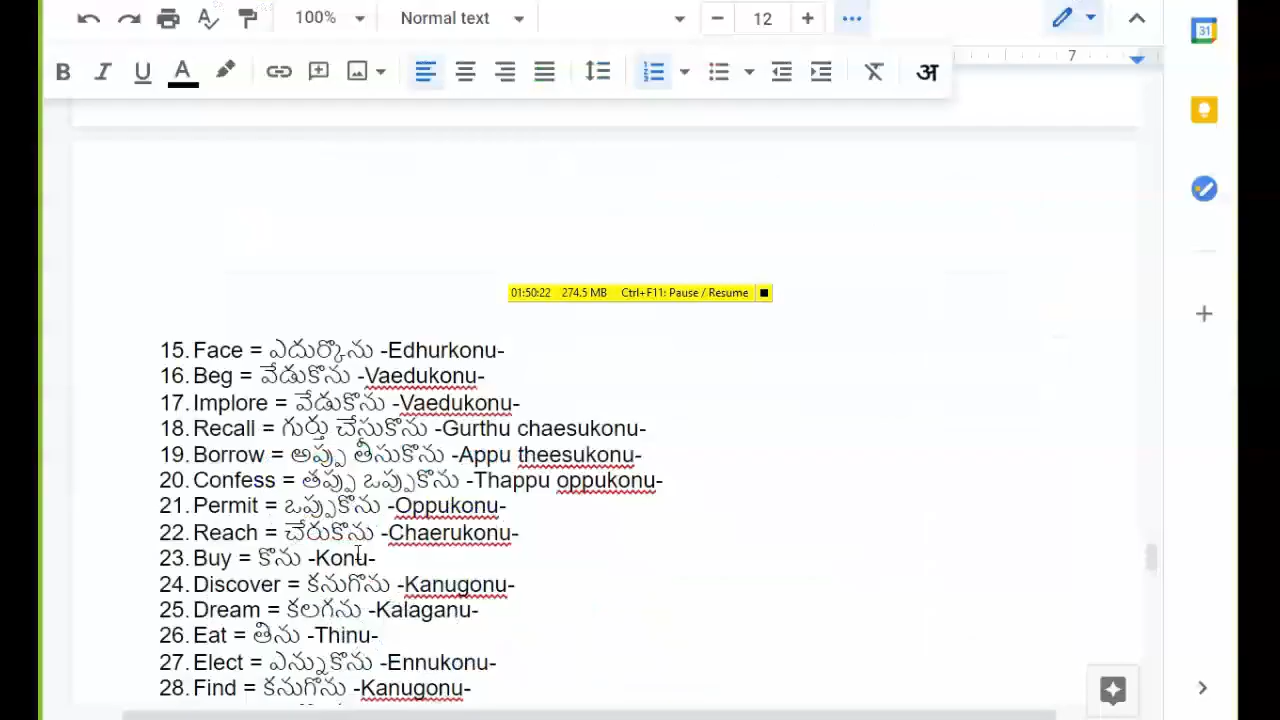 100% Normal text 12
B I U A अ
7
31
01:50:22 274.5 MB Ctrl+F11: Pause / Resume
15. Face = ఎదుర్కొను -Edhurkonu-
16. Beg = వేడుకొను -Vaedukonu-
17. Implore = వేడుకొను -Vaedukonu-
18. Recall = గుర్తు చేసుకొను -Gurthu chaesukonu-
19. Borrow = అప్పు తీసుకొను -Appu theesukonu-
20. Confess = తప్పు ఒప్పుకొను -Thappu oppukonu-
21. Permit = ఒప్పుకొను -Oppukonu-
22. Reach = చేరుకొను -Chaerukonu-
23. Buy = కొను -Konu-
24. Discover = కనుగొను -Kanugonu-
25. Dream = కలగను -Kalaganu-
26. Eat = తిను -Thinu-
27. Elect = ఎన్నుకొను -Ennukonu-
28. Find = కనుగొను -Kanugonu-